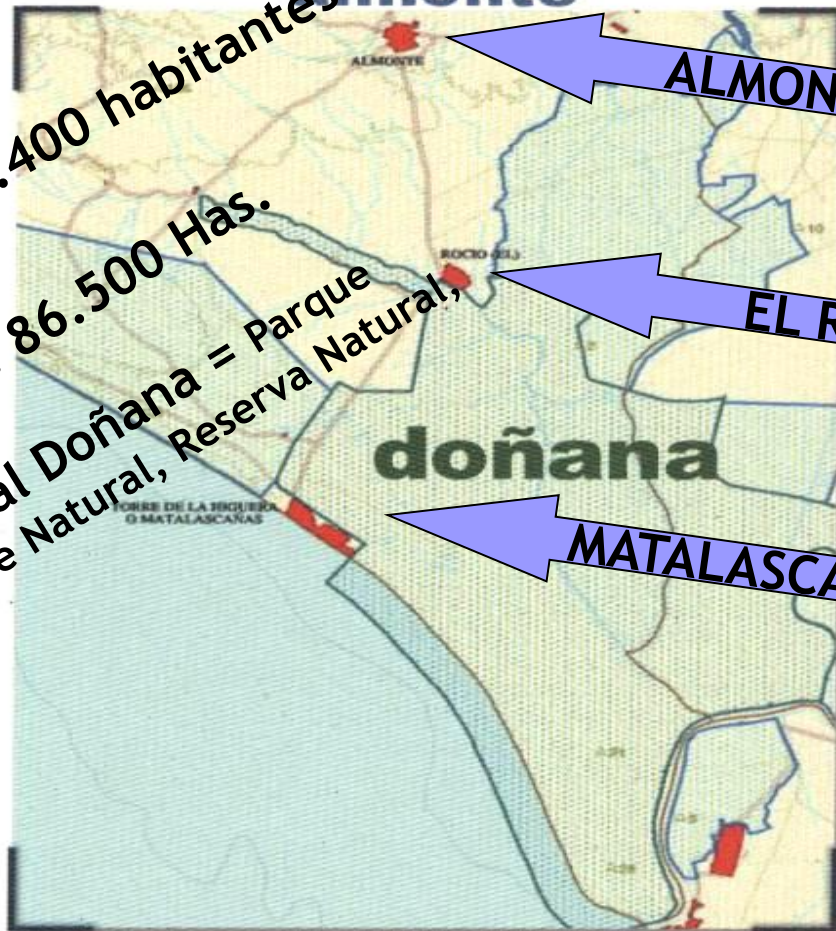 .400 habitantes
ALMONTE
ALMON
86.500 Has.
ROCIO (EL)
EL R
al Doñana = Parque
e Natural, Reserva Natural,
doñana
TORRE DE LA HIGUERA
O MATALASCAÑAS
MATALASCA